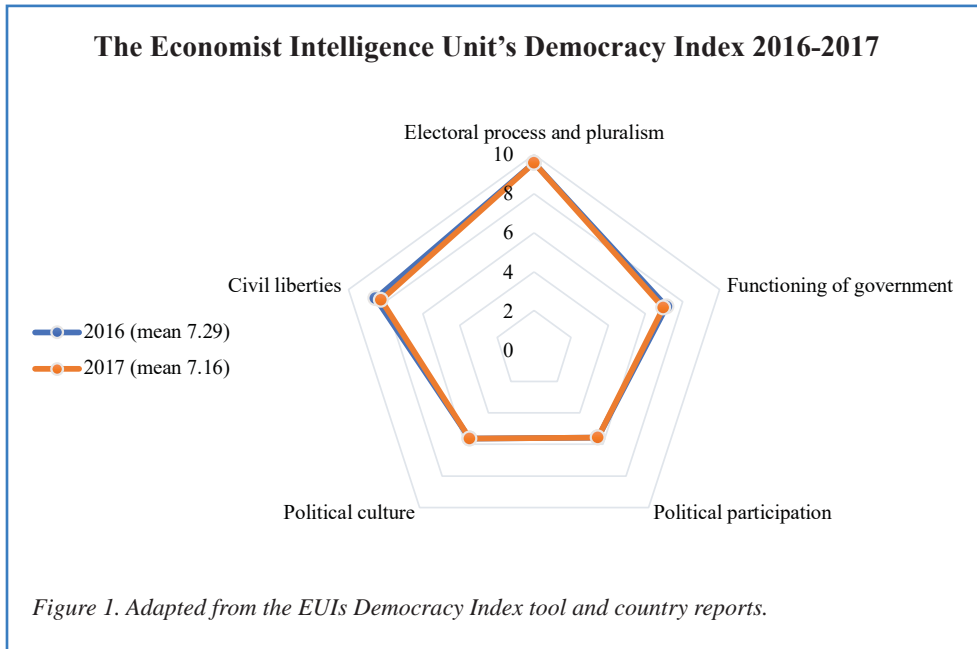 The Economist Intelligence Unit’s Democracy Index 2016-2017
Electoral process and pluralism
10
8
6
4
2
0
Functioning of government
Political participation
Political culture
Civil liberties
2016 (mean 7.29)
2017 (mean 7.16)
Figure 1. Adapted from the EUIs Democracy Index tool and country reports.